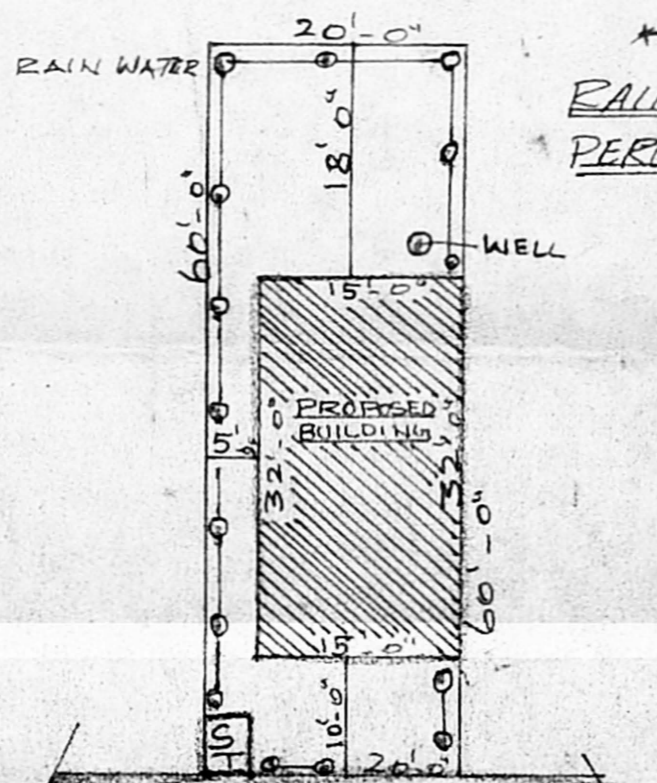 20'-0"
RAIN WATER
18'0"
60'-0"
WELL
15'-0"
PROPOSED
BUILDING
5'
32'-0"
32'-0"
60'-0"
15'-0"
10'-0"
S
T
20'-0"